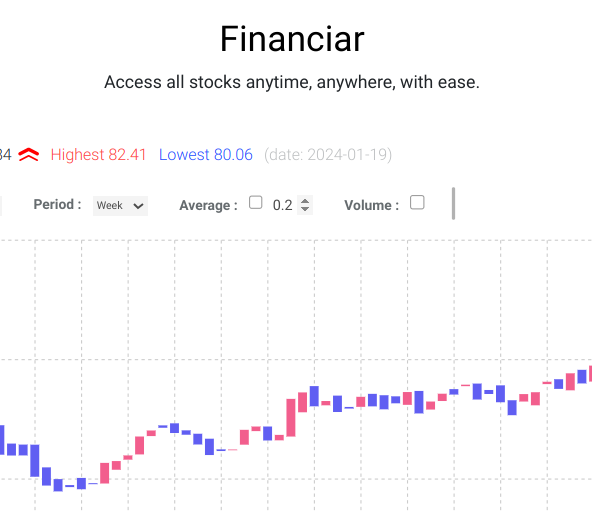 Financiar
Access all stocks anytime, anywhere, with ease.
34 Highest 82.41 Lowest 80.06 (date: 2024-01-19)
Period : Week Average : 0.2 Volume :